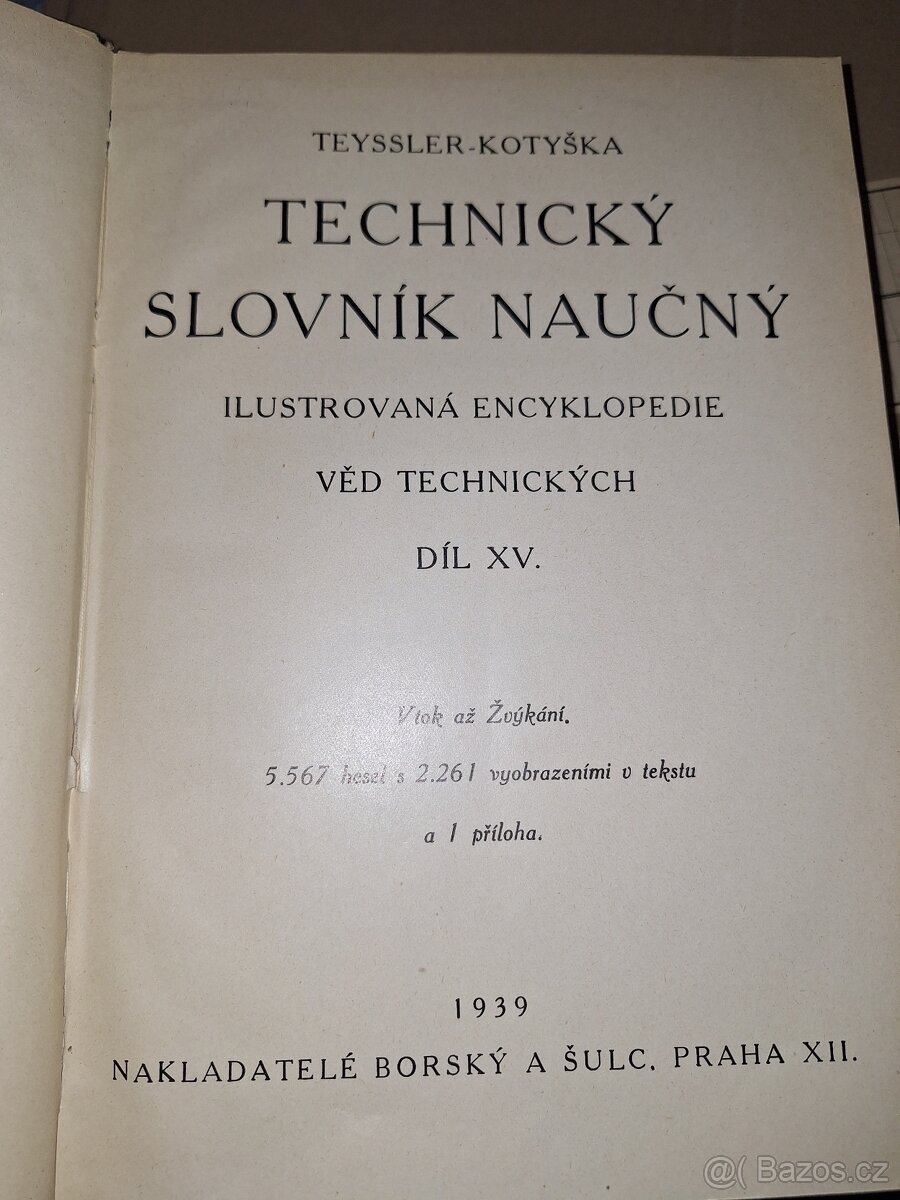 TEYSSLER-KOTYŠKA
TECHNICKÝ
SLOVNÍK NAUČNÝ
ILUSTROVANÁ ENCYKLOPEDIE
VĚD TECHNICKÝCH
DÍL XV.
Vtok až Žvýkání.
5.567 hesel s 2.261 vyobrazeními v tekstu
a 1 příloha.
1939
NAKLADATELÉ BORSKÝ A ŠULC, PRAHA XII.
@( Bazos.cz